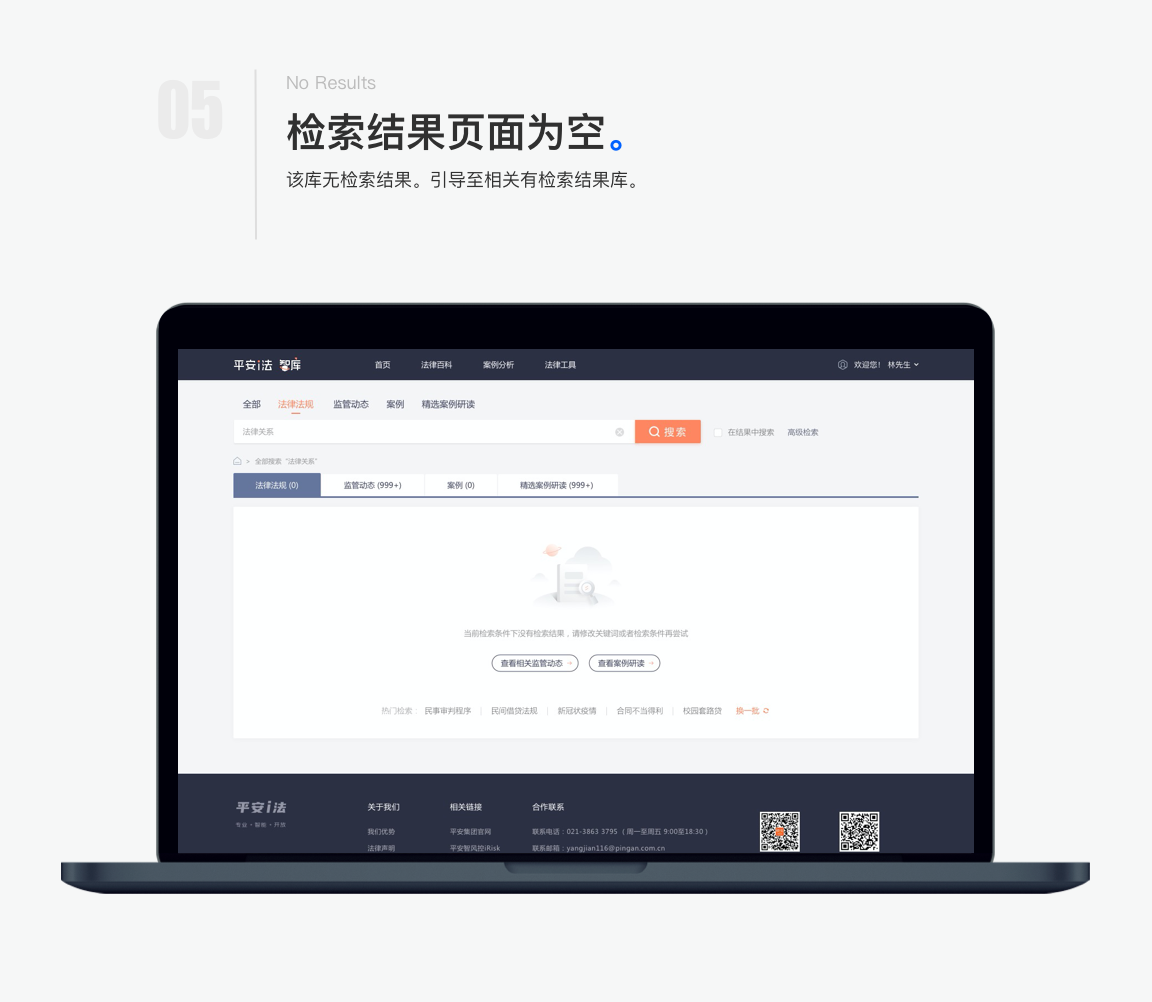 05
No Results
检索结果页面为空。
该库无检索结果。引导至相关有检索结果库。
平安i法 智库 首页 法律百科 案例分析 法律工具 欢迎您! 林先生
全部 法律法规 监管动态 案例 精选案例研读
法律关系 搜索 在结果中搜索 高级检索
> 全部搜索 "法律关系"
法律法规 (0) 监管动态 (999+) 案例 (0) 精选案例研读 (999+)
当前检索条件下没有检索结果，请修改关键词或者检索条件再尝试
查看相关监管动态 → 查看案例研读 →
热门检索： 民事审判程序 | 民间借贷法规 | 新冠状疫情 | 合同不当得利 | 校园套路贷 换一批
平安i法 关于我们 相关链接 合作联系
专业·智能·开放 我们优势 平安集团官网 联系电话：021-3863 3795 （周一至周五 9:00至18:30）
法律声明 平安智风控iRisk 联系邮箱：yangjian116@pingan.com.cn